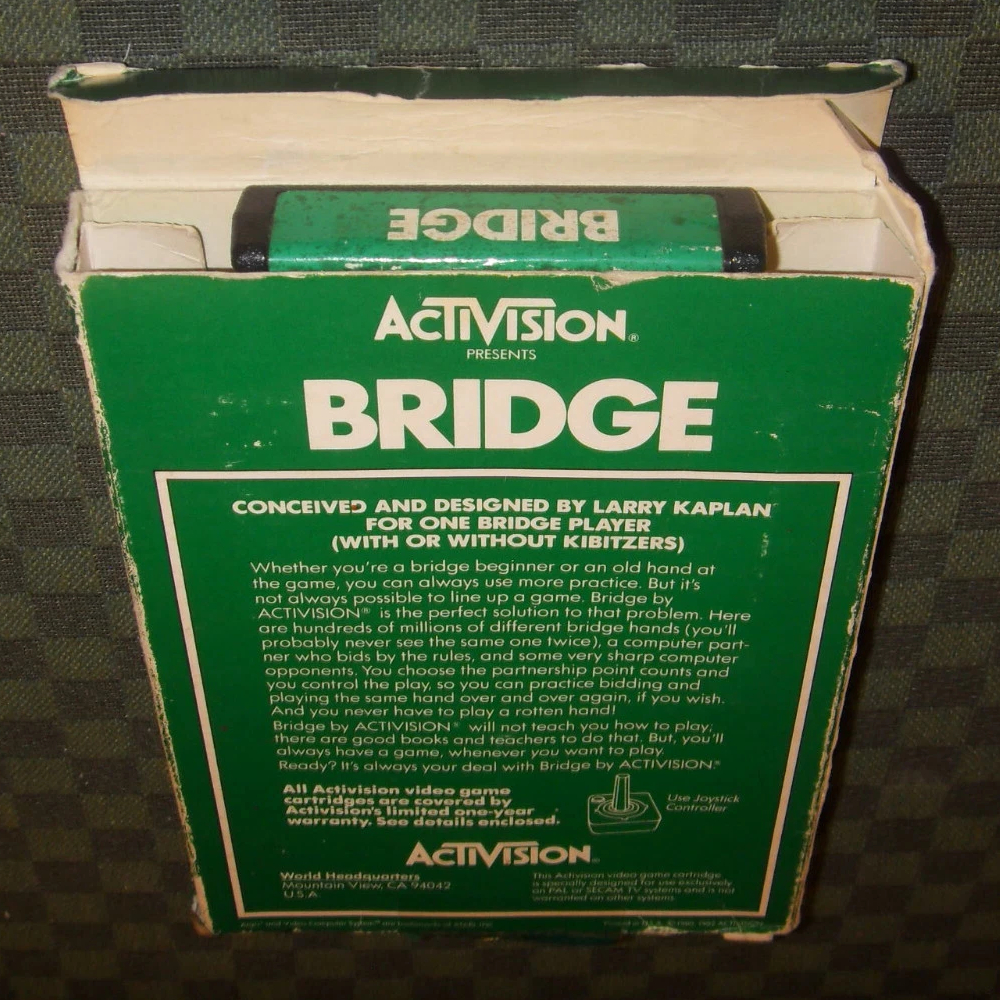 BRIDGE
ACTIVISION®
PRESENTS
BRIDGE
CONCEIVED AND DESIGNED BY LARRY KAPLAN
FOR ONE BRIDGE PLAYER
(WITH OR WITHOUT KIBITZERS)
Whether you're a bridge beginner or an old hand at
the game, you can always use more practice. But it's
not always possible to line up a game. Bridge by
ACTIVISION® is the perfect solution to that problem. Here
are hundreds of millions of different bridge hands (you'll
probably never see the same one twice), a computer part-
ner who bids by the rules, and some very sharp computer
opponents. You choose the partnership point counts and
you control the play, so you can practice bidding and
playing the same hand over and over again, if you wish.
And you never have to play a rotten hand!
Bridge by ACTIVISION® will not teach you how to play;
there are good books and teachers to do that. But, you'll
always have a game, whenever you want to play.
Ready? It's always your deal with Bridge by ACTIVISION.®
All Activision video game
cartridges are covered by
Activision's limited one-year
warranty. See details enclosed.
Use Joystick
Controller
ACTIVISION®
World Headquarters
Mountain View, CA 94042
U.S.A.
This Activision video game cartridge
is specially designed for use exclusively
on PAL or SECAM TV systems and is not
warranted on other systems.
and Video Computer System